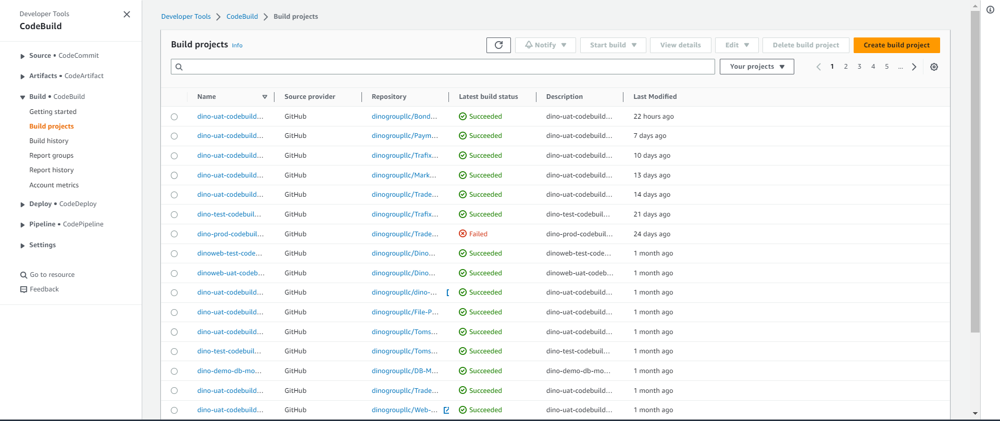 Developer Tools
CodeBuild
Source • CodeCommit
Artifacts • CodeArtifact
Build • CodeBuild
Getting started
Build projects
Build history
Report groups
Report history
Account metrics
Deploy • CodeDeploy
Pipeline • CodePipeline
Settings
Go to resource
Feedback
Developer Tools > CodeBuild > Build projects
Build projects Info
Notify Start build View details Edit Delete build project Create build project
Your projects 1 2 3 4 5 ...
Name Source provider Repository Latest build status Description Last Modified
dino-uat-codebuild... GitHub dinogroupllc/Bond... Succeeded dino-uat-codebuild... 22 hours ago
dino-uat-codebuild... GitHub dinogroupllc/Paym... Succeeded dino-uat-codebuild... 7 days ago
dino-uat-codebuild... GitHub dinogroupllc/Trafix... Succeeded dino-uat-codebuild... 10 days ago
dino-uat-codebuild... GitHub dinogroupllc/Mark... Succeeded dino-uat-codebuild... 13 days ago
dino-uat-codebuild... GitHub dinogroupllc/Trade... Succeeded dino-uat-codebuild... 14 days ago
dino-test-codebuil... GitHub dinogroupllc/Trafix... Succeeded dino-test-codebuil... 21 days ago
dino-prod-codebuil... GitHub dinogroupllc/Trade... Failed dino-prod-codebuil... 24 days ago
dinoweb-test-code... GitHub dinogroupllc/Dino... Succeeded dinoweb-test-code... 1 month ago
dinoweb-uat-codeb... GitHub dinogroupllc/Dino... Succeeded dinoweb-uat-codeb... 1 month ago
dino-uat-codebuild... GitHub dinogroupllc/dino-... Succeeded dino-uat-codebuild... 1 month ago
dino-uat-codebuild... GitHub dinogroupllc/File-P... Succeeded dino-uat-codebuild... 1 month ago
dino-uat-codebuild... GitHub dinogroupllc/Toms... Succeeded dino-uat-codebuild... 1 month ago
dino-test-codebuil... GitHub dinogroupllc/Toms... Succeeded dino-test-codebuil... 1 month ago
dino-demo-db-mo... GitHub dinogroupllc/DB-M... Succeeded dino-demo-db-mo... 1 month ago
dino-uat-codebuild... GitHub dinogroupllc/Trade... Succeeded dino-uat-codebuild... 1 month ago
dino-uat-codebuild... GitHub dinogroupllc/Web-... Succeeded dino-uat-codebuild... 1 month ago